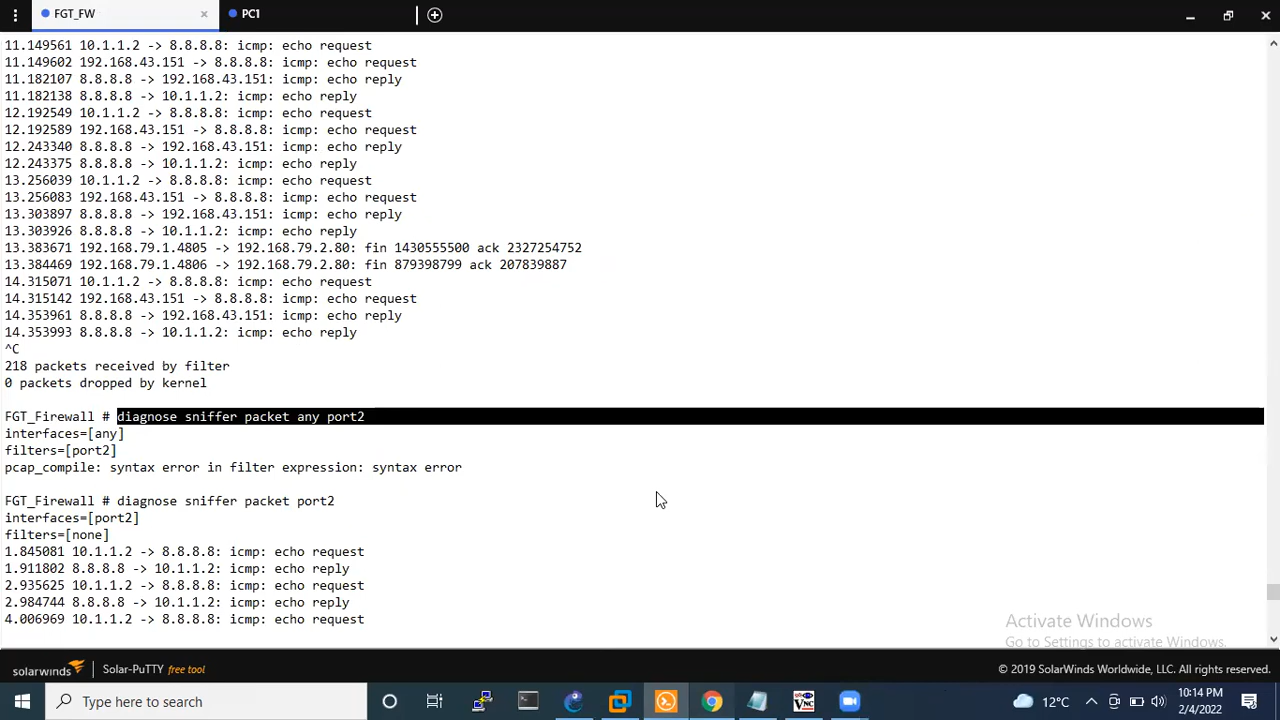 FGT_FW
PC1
11.149561 10.1.1.2 -> 8.8.8.8: icmp: echo request
11.149602 192.168.43.151 -> 8.8.8.8: icmp: echo request
11.182107 8.8.8.8 -> 192.168.43.151: icmp: echo reply
11.182138 8.8.8.8 -> 10.1.1.2: icmp: echo reply
12.192549 10.1.1.2 -> 8.8.8.8: icmp: echo request
12.192589 192.168.43.151 -> 8.8.8.8: icmp: echo request
12.243340 8.8.8.8 -> 192.168.43.151: icmp: echo reply
12.243375 8.8.8.8 -> 10.1.1.2: icmp: echo reply
13.256039 10.1.1.2 -> 8.8.8.8: icmp: echo request
13.256083 192.168.43.151 -> 8.8.8.8: icmp: echo request
13.303897 8.8.8.8 -> 192.168.43.151: icmp: echo reply
13.303926 8.8.8.8 -> 10.1.1.2: icmp: echo reply
13.383671 192.168.79.1.4805 -> 192.168.79.2.80: fin 1430555500 ack 2327254752
13.384469 192.168.79.1.4806 -> 192.168.79.2.80: fin 879398799 ack 207839887
14.315071 10.1.1.2 -> 8.8.8.8: icmp: echo request
14.315142 192.168.43.151 -> 8.8.8.8: icmp: echo request
14.353961 8.8.8.8 -> 192.168.43.151: icmp: echo reply
14.353993 8.8.8.8 -> 10.1.1.2: icmp: echo reply
^C
218 packets received by filter
0 packets dropped by kernel
FGT_Firewall # diagnose sniffer packet any port2
interfaces=[any]
filters=[port2]
pcap_compile: syntax error in filter expression: syntax error
FGT_Firewall # diagnose sniffer packet port2
interfaces=[port2]
filters=[none]
1.845081 10.1.1.2 -> 8.8.8.8: icmp: echo request
1.911802 8.8.8.8 -> 10.1.1.2: icmp: echo reply
2.935625 10.1.1.2 -> 8.8.8.8: icmp: echo request
2.984744 8.8.8.8 -> 10.1.1.2: icmp: echo reply
4.006969 10.1.1.2 -> 8.8.8.8: icmp: echo request
Activate Windows
Go to Settings to activate Windows.
solarwinds Solar-PuTTY free tool
© 2019 SolarWinds Worldwide, LLC. All rights reserved.
Type here to search
VNC
12°C
10:14 PM
2/4/2022